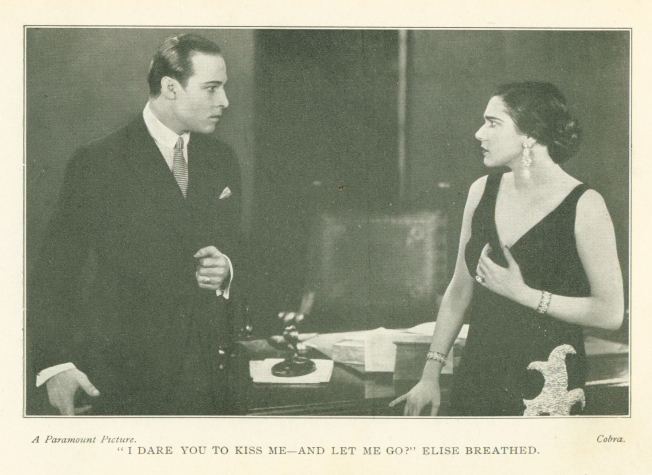 A Paramount Picture. Cobra.
"I DARE YOU TO KISS ME—AND LET ME GO?" ELISE BREATHED.